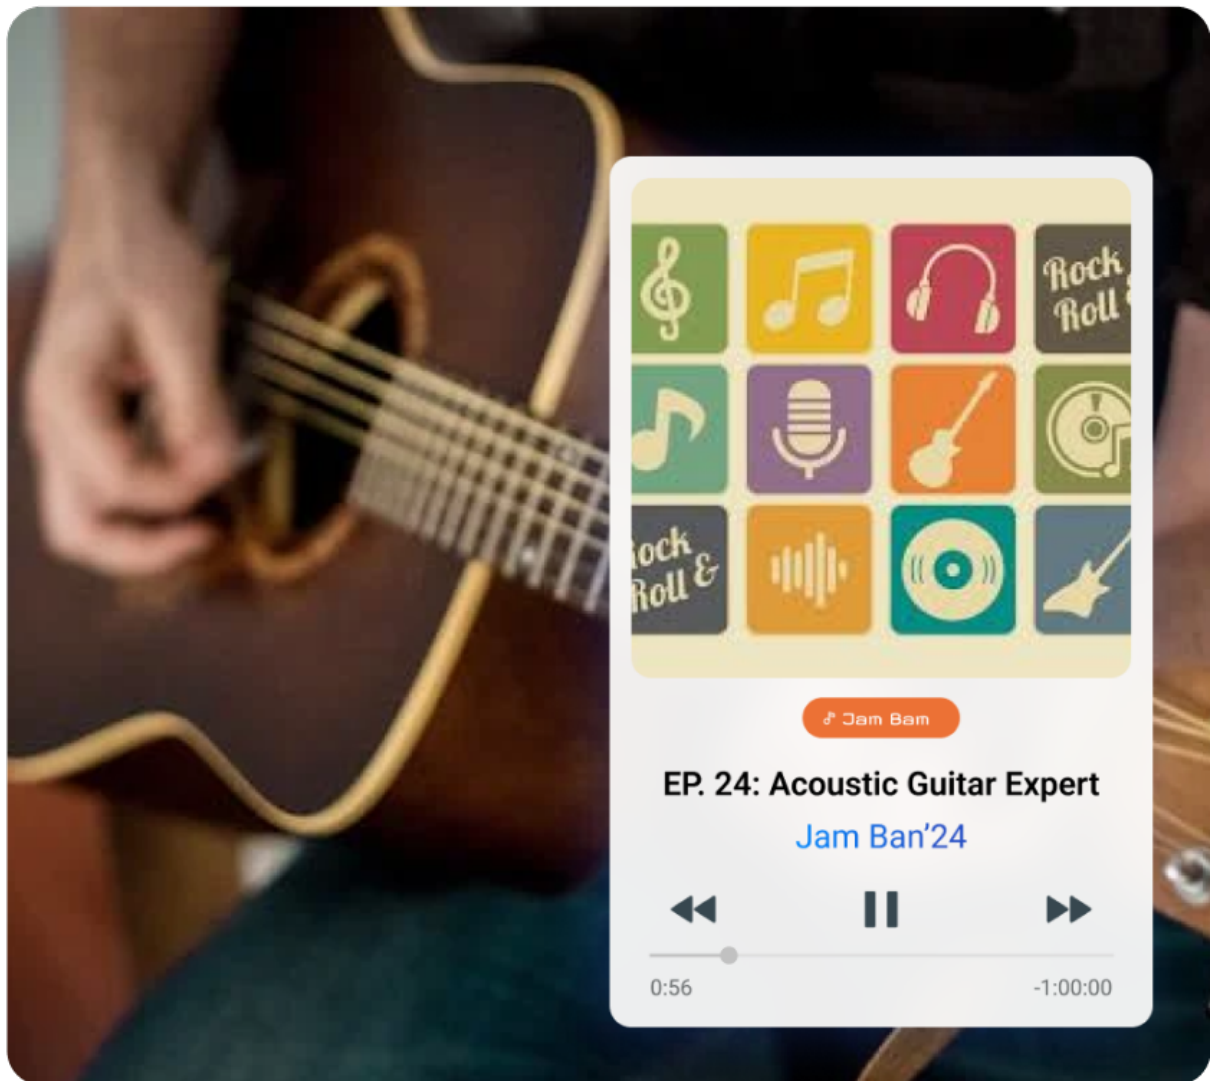 Rock
Roll
ock
Roll &
Jam Bam
EP. 24: Acoustic Guitar Expert
Jam Ban’24
0:56
-1:00:00